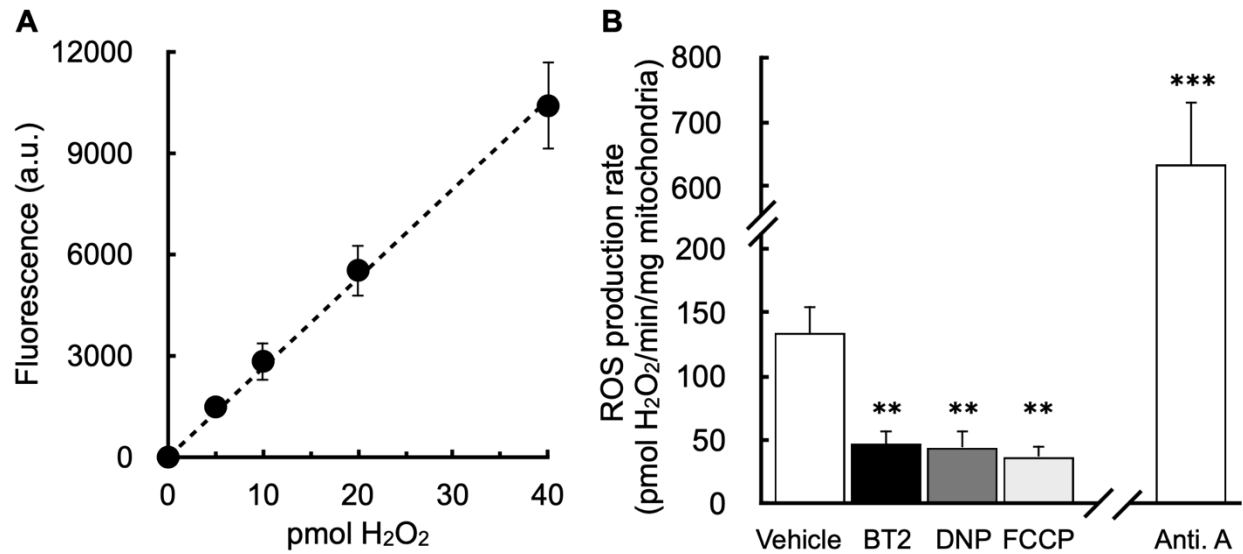 A
Fluorescence (a.u.)
12000
9000
6000
3000
0
0 10 20 30 40
pmol H₂O₂
B
ROS production rate
(pmol H₂O₂/min/mg mitochondria)
800
700
600
200
150
100
50
0
***
** ** **
Vehicle BT2 DNP FCCP Anti. A